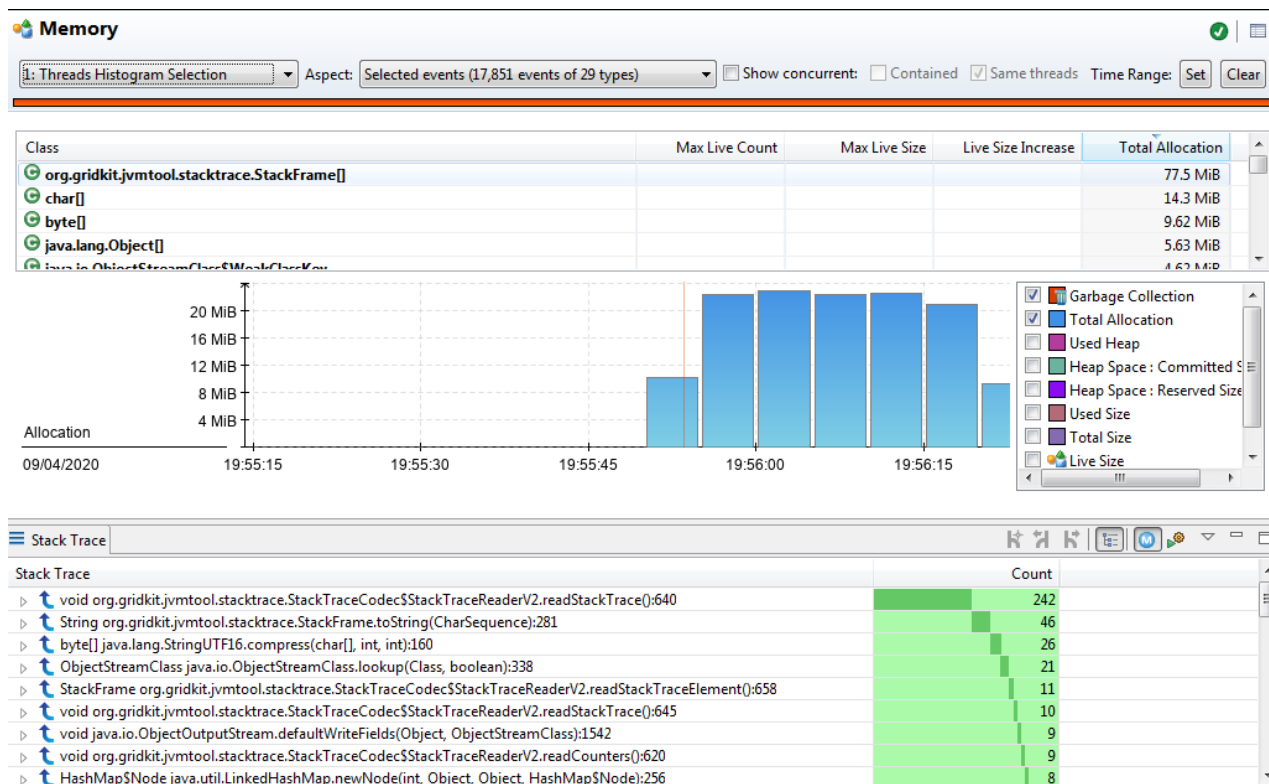 Memory
1: Threads Histogram Selection Aspect: Selected events (17,851 events of 29 types) Show concurrent: Contained Same threads Time Range: Set Clear
Class Max Live Count Max Live Size Live Size Increase Total Allocation
org.gridkit.jvmtool.stacktrace.StackFrame[] 77.5 MiB
char[] 14.3 MiB
byte[] 9.62 MiB
java.lang.Object[] 5.63 MiB
java.io.ObjectStreamClass$WeakClassKey 4.62 MiB
20 MiB
16 MiB
12 MiB
8 MiB
4 MiB
Allocation
09/04/2020 19:55:15 19:55:30 19:55:45 19:56:00 19:56:15
Garbage Collection
Total Allocation
Used Heap
Heap Space : Committed S
Heap Space : Reserved Size
Used Size
Total Size
Live Size
Stack Trace
Stack Trace Count
void org.gridkit.jvmtool.stacktrace.StackTraceCodec$StackTraceReaderV2.readStackTrace():640 242
String org.gridkit.jvmtool.stacktrace.StackFrame.toString(CharSequence):281 46
byte[] java.lang.StringUTF16.compress(char[], int, int):160 26
ObjectStreamClass java.io.ObjectStreamClass.lookup(Class, boolean):338 21
StackFrame org.gridkit.jvmtool.stacktrace.StackTraceCodec$StackTraceReaderV2.readStackTraceElement():658 11
void org.gridkit.jvmtool.stacktrace.StackTraceCodec$StackTraceReaderV2.readStackTrace():645 10
void java.io.ObjectOutputStream.defaultWriteFields(Object, ObjectStreamClass):1542 9
void org.gridkit.jvmtool.stacktrace.StackTraceCodec$StackTraceReaderV2.readCounters():620 9
HashMap$Node java.util.LinkedHashMap.newNode(int, Object, Object, HashMap$Node):256 8